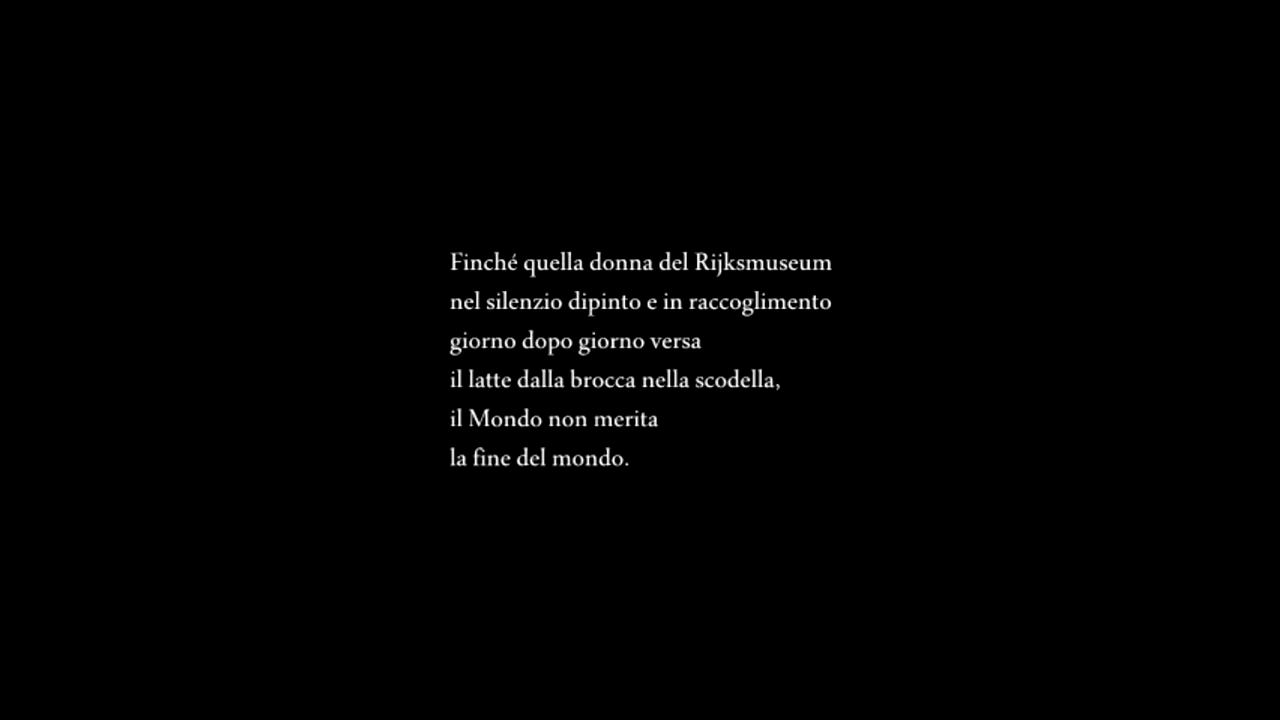 Finché quella donna del Rijksmuseum
nel silenzio dipinto e in raccoglimento
giorno dopo giorno versa
il latte dalla brocca nella scodella,
il Mondo non merita
la fine del mondo.